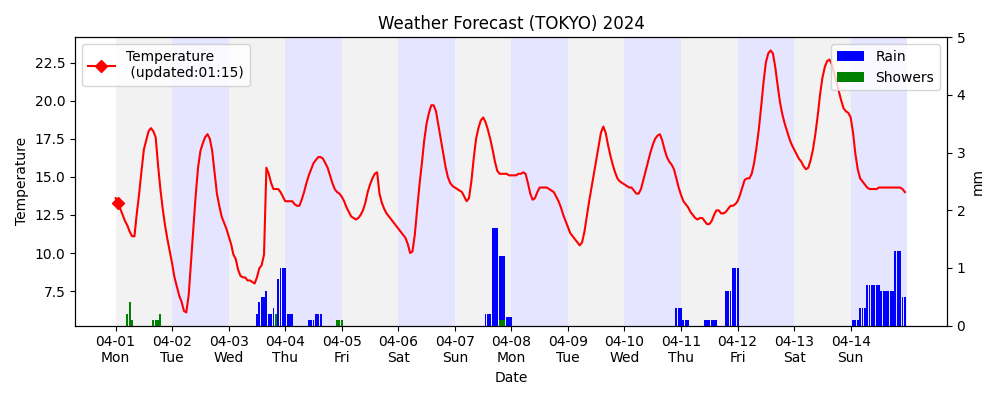 Weather Forecast (TOKYO) 2024
Temperature
(updated:01:15)
Rain
Showers
Temperature
22.5
20.0
17.5
15.0
12.5
10.0
7.5
5
4
3
2
1
0
mm
04-01 04-02 04-03 04-04 04-05 04-06 04-07 04-08 04-09 04-10 04-11 04-12 04-13 04-14
Mon Tue Wed Thu Fri Sat Sun Mon Tue Wed Thu Fri Sat Sun
Date